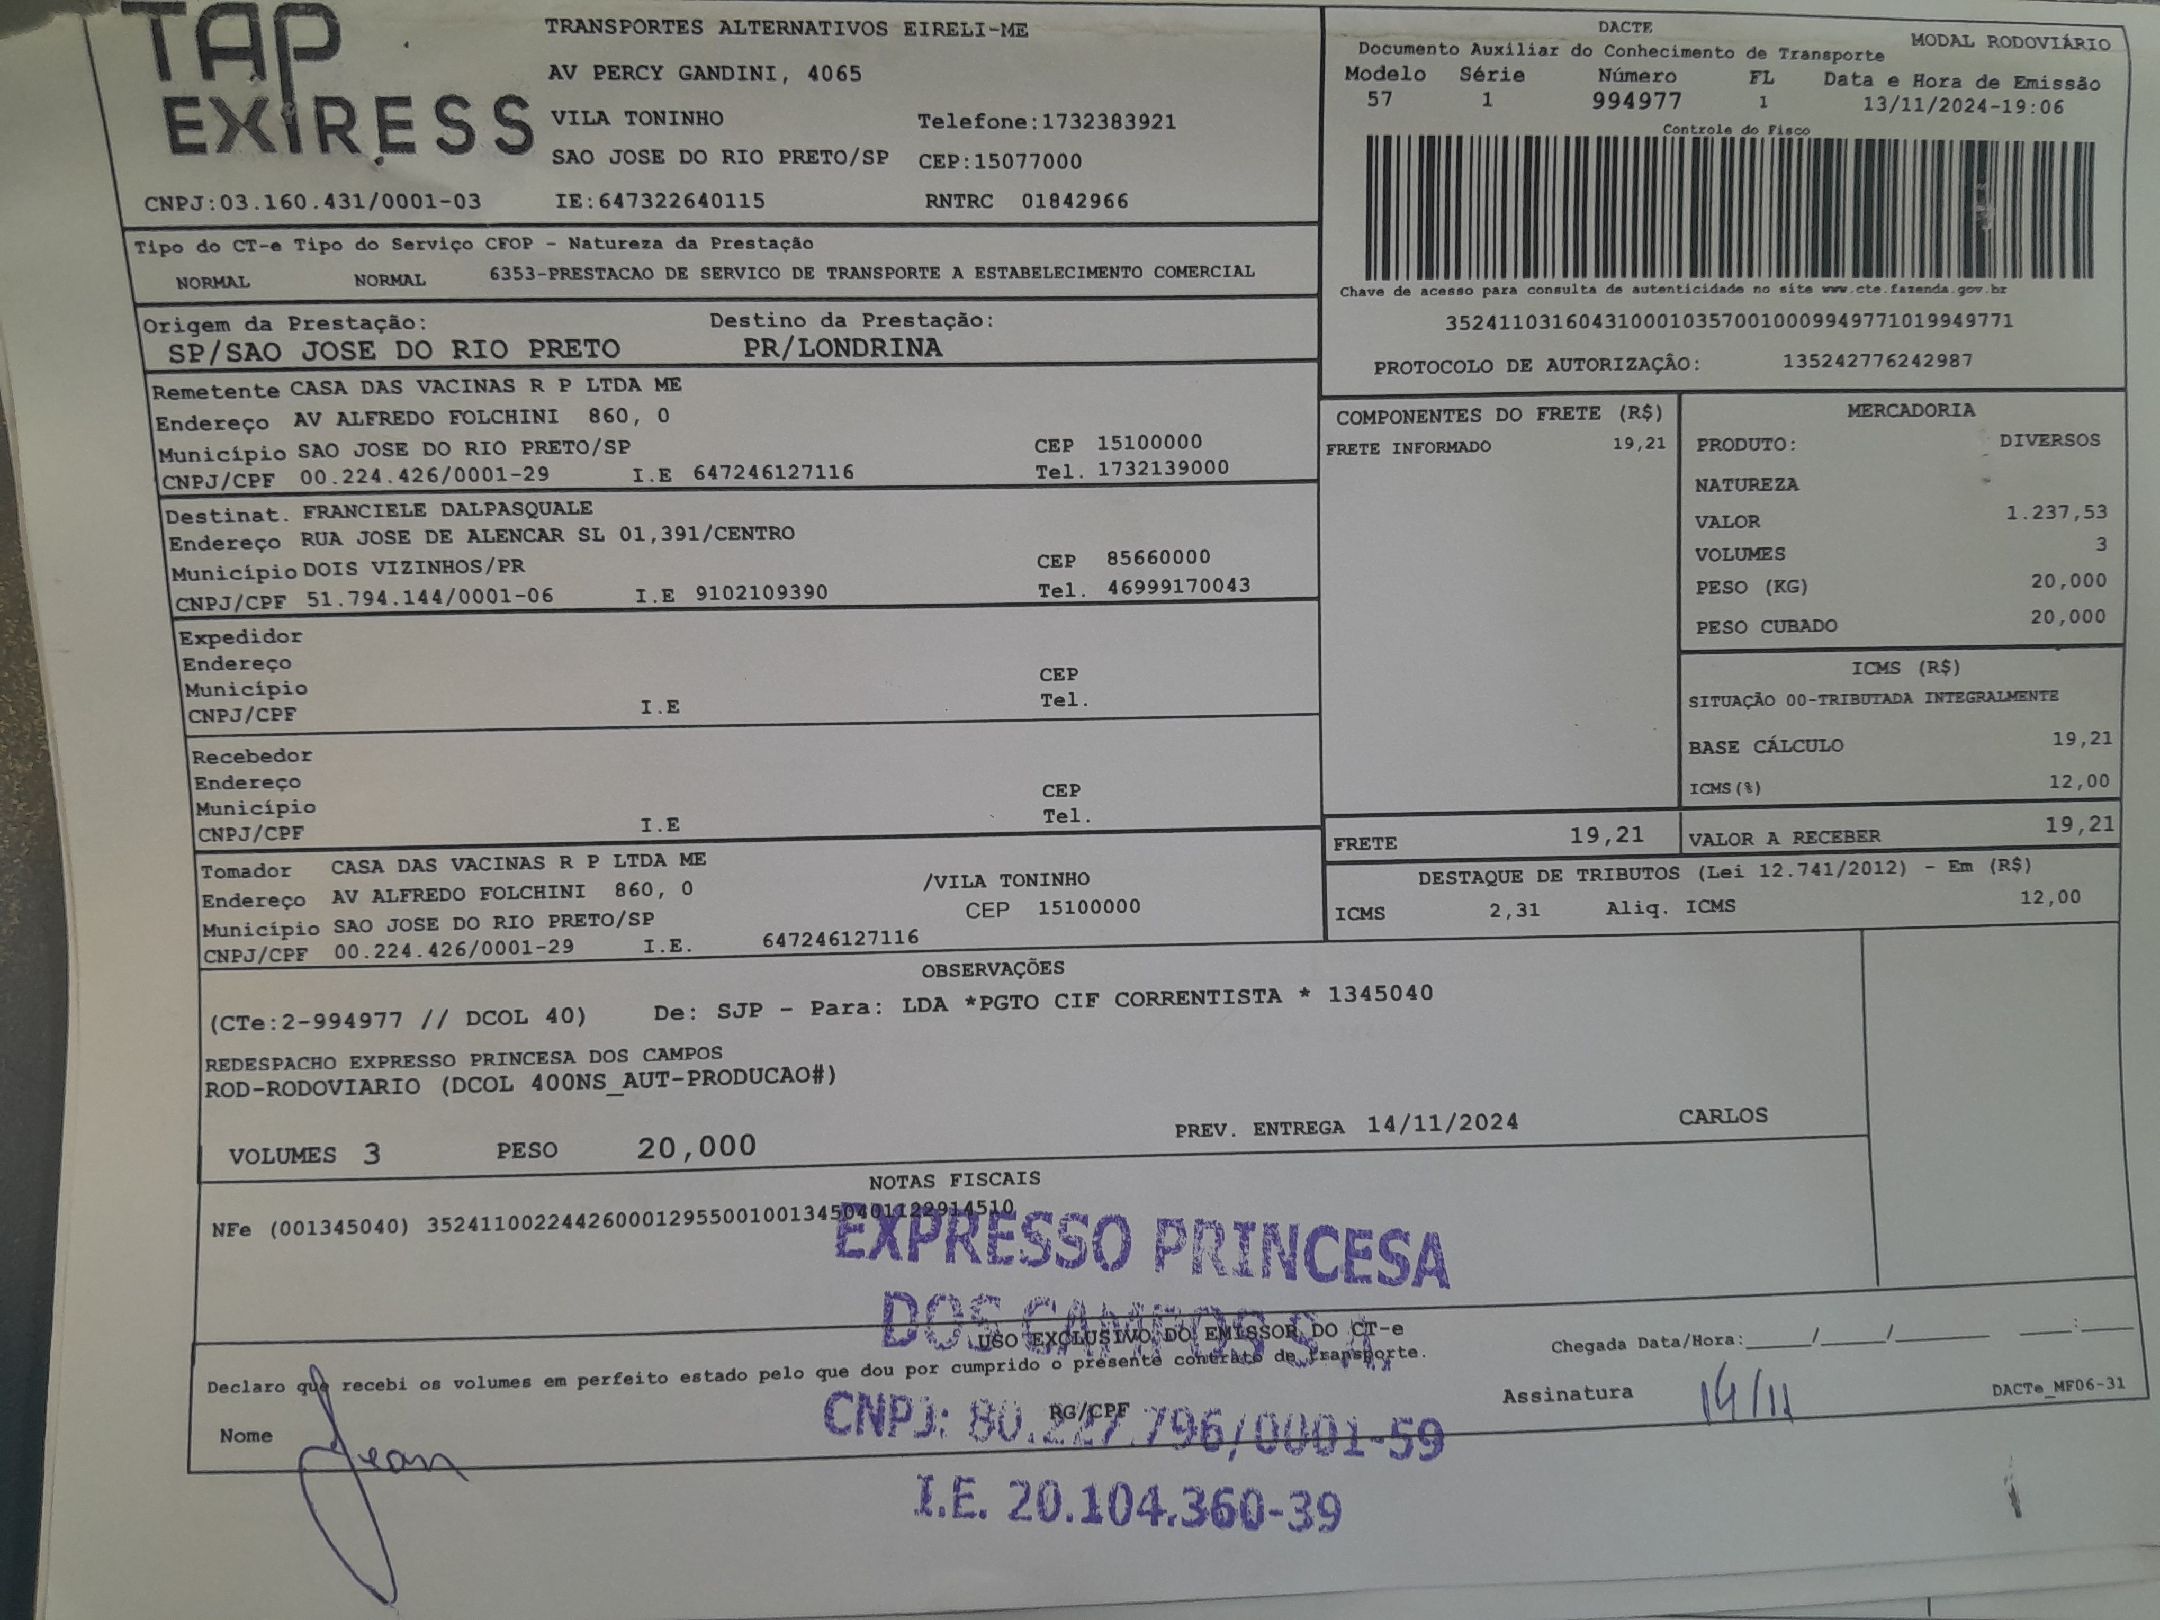 TAP
EXPRESS
TRANSPORTES ALTERNATIVOS EIRELI-ME
AV PERCY GANDINI, 4065
VILA TONINHO Telefone:1732383921
SAO JOSE DO RIO PRETO/SP CEP:15077000
CNPJ:03.160.431/0001-03 IE:647322640115 RNTRC 01842966
DACTE
Documento Auxiliar do Conhecimento de Transporte MODAL RODOVIÁRIO
Modelo Série Número FL Data e Hora de Emissão
57 1 994977 1 13/11/2024-19:06
Controle do Fisco
Chave de acesso para consulta de autenticidade no site www.cte.fazenda.gov.br
35241103160431000103570010009949771019949771
PROTOCOLO DE AUTORIZAÇÃO: 135242776242987
Tipo do CT-e Tipo do Serviço CFOP - Natureza da Prestação
NORMAL NORMAL 6353-PRESTACAO DE SERVICO DE TRANSPORTE A ESTABELECIMENTO COMERCIAL
Origem da Prestação: Destino da Prestação:
SP/SAO JOSE DO RIO PRETO PR/LONDRINA
Remetente CASA DAS VACINAS R P LTDA ME
Endereço AV ALFREDO FOLCHINI 860, 0
Município SAO JOSE DO RIO PRETO/SP CEP 15100000
CNPJ/CPF 00.224.426/0001-29 I.E 647246127116 Tel. 1732139000
Destinat. FRANCIELE DALPASQUALE
Endereço RUA JOSE DE ALENCAR SL 01,391/CENTRO
Município DOIS VIZINHOS/PR CEP 85660000
CNPJ/CPF 51.794.144/0001-06 I.E 9102109390 Tel. 46999170043
Expedidor
Endereço
Município CEP
CNPJ/CPF I.E Tel.
Recebedor
Endereço
Município CEP
CNPJ/CPF I.E Tel.
Tomador CASA DAS VACINAS R P LTDA ME
Endereço AV ALFREDO FOLCHINI 860, 0 /VILA TONINHO
Município SAO JOSE DO RIO PRETO/SP CEP 15100000
CNPJ/CPF 00.224.426/0001-29 I.E. 647246127116
COMPONENTES DO FRETE (R$)
FRETE INFORMADO 19,21
MERCADORIA
PRODUTO: DIVERSOS
NATUREZA
VALOR 1.237,53
VOLUMES 3
PESO (KG) 20,000
PESO CUBADO 20,000
ICMS (R$)
SITUAÇÃO 00-TRIBUTADA INTEGRALMENTE
BASE CÁLCULO 19,21
ICMS(%) 12,00
FRETE 19,21 VALOR A RECEBER 19,21
DESTAQUE DE TRIBUTOS (Lei 12.741/2012) - Em (R$)
ICMS 2,31 Aliq. ICMS 12,00
OBSERVAÇÕES
(CTe:2-994977 // DCOL 40) De: SJP - Para: LDA *PGTO CIF CORRENTISTA * 1345040
REDESPACHO EXPRESSO PRINCESA DOS CAMPOS
ROD-RODOVIARIO (DCOL 400NS_AUT-PRODUCAO#)
VOLUMES 3 PESO 20,000 PREV. ENTREGA 14/11/2024 CARLOS
NOTAS FISCAIS
NFe (001345040) 35241100224426000129550010013450401122914510
EXPRESSO PRINCESA
DOS CAMPOS S.A.
USO EXCLUSIVO DO EMISSOR DO CT-e
Declaro que recebi os volumes em perfeito estado pelo que dou por cumprido o presente contrato de transporte. Chegada Data/Hora:____/____/______ ___:___
Nome Jean RG/CPF Assinatura 14/11 DACTe_MF06-31
CNPJ: 80.227.796/0001-59
I.E. 20.104.360-39